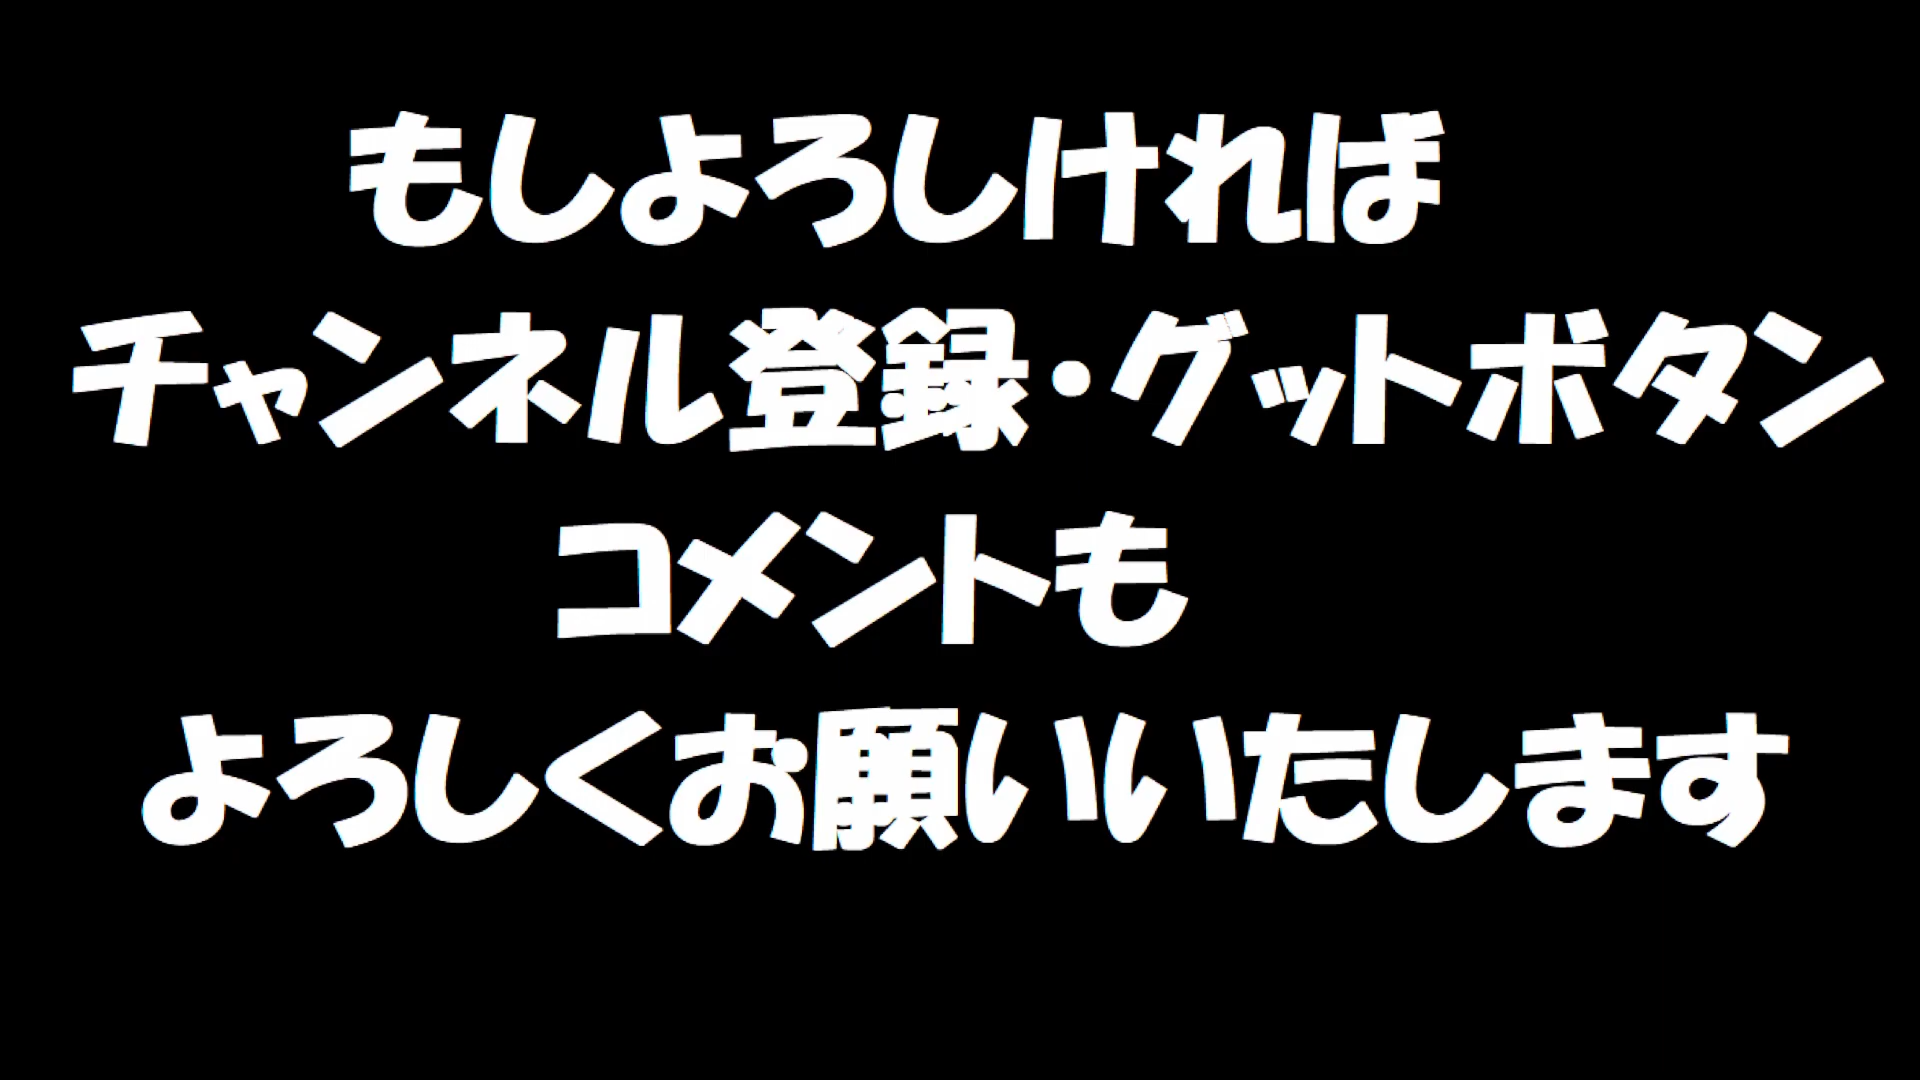 もしよろしければ
チャンネル登録・グットボタン
コメントも
よろしくお願いいたします